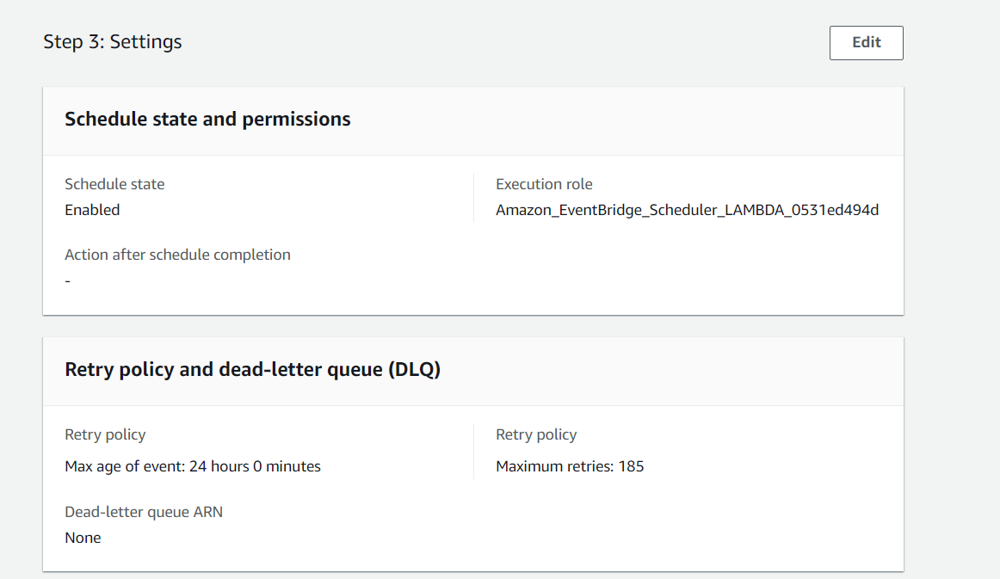 Step 3: Settings
Edit
Schedule state and permissions
Schedule state
Enabled
Execution role
Amazon_EventBridge_Scheduler_LAMBDA_0531ed494d
Action after schedule completion
-
Retry policy and dead-letter queue (DLQ)
Retry policy
Max age of event: 24 hours 0 minutes
Retry policy
Maximum retries: 185
Dead-letter queue ARN
None